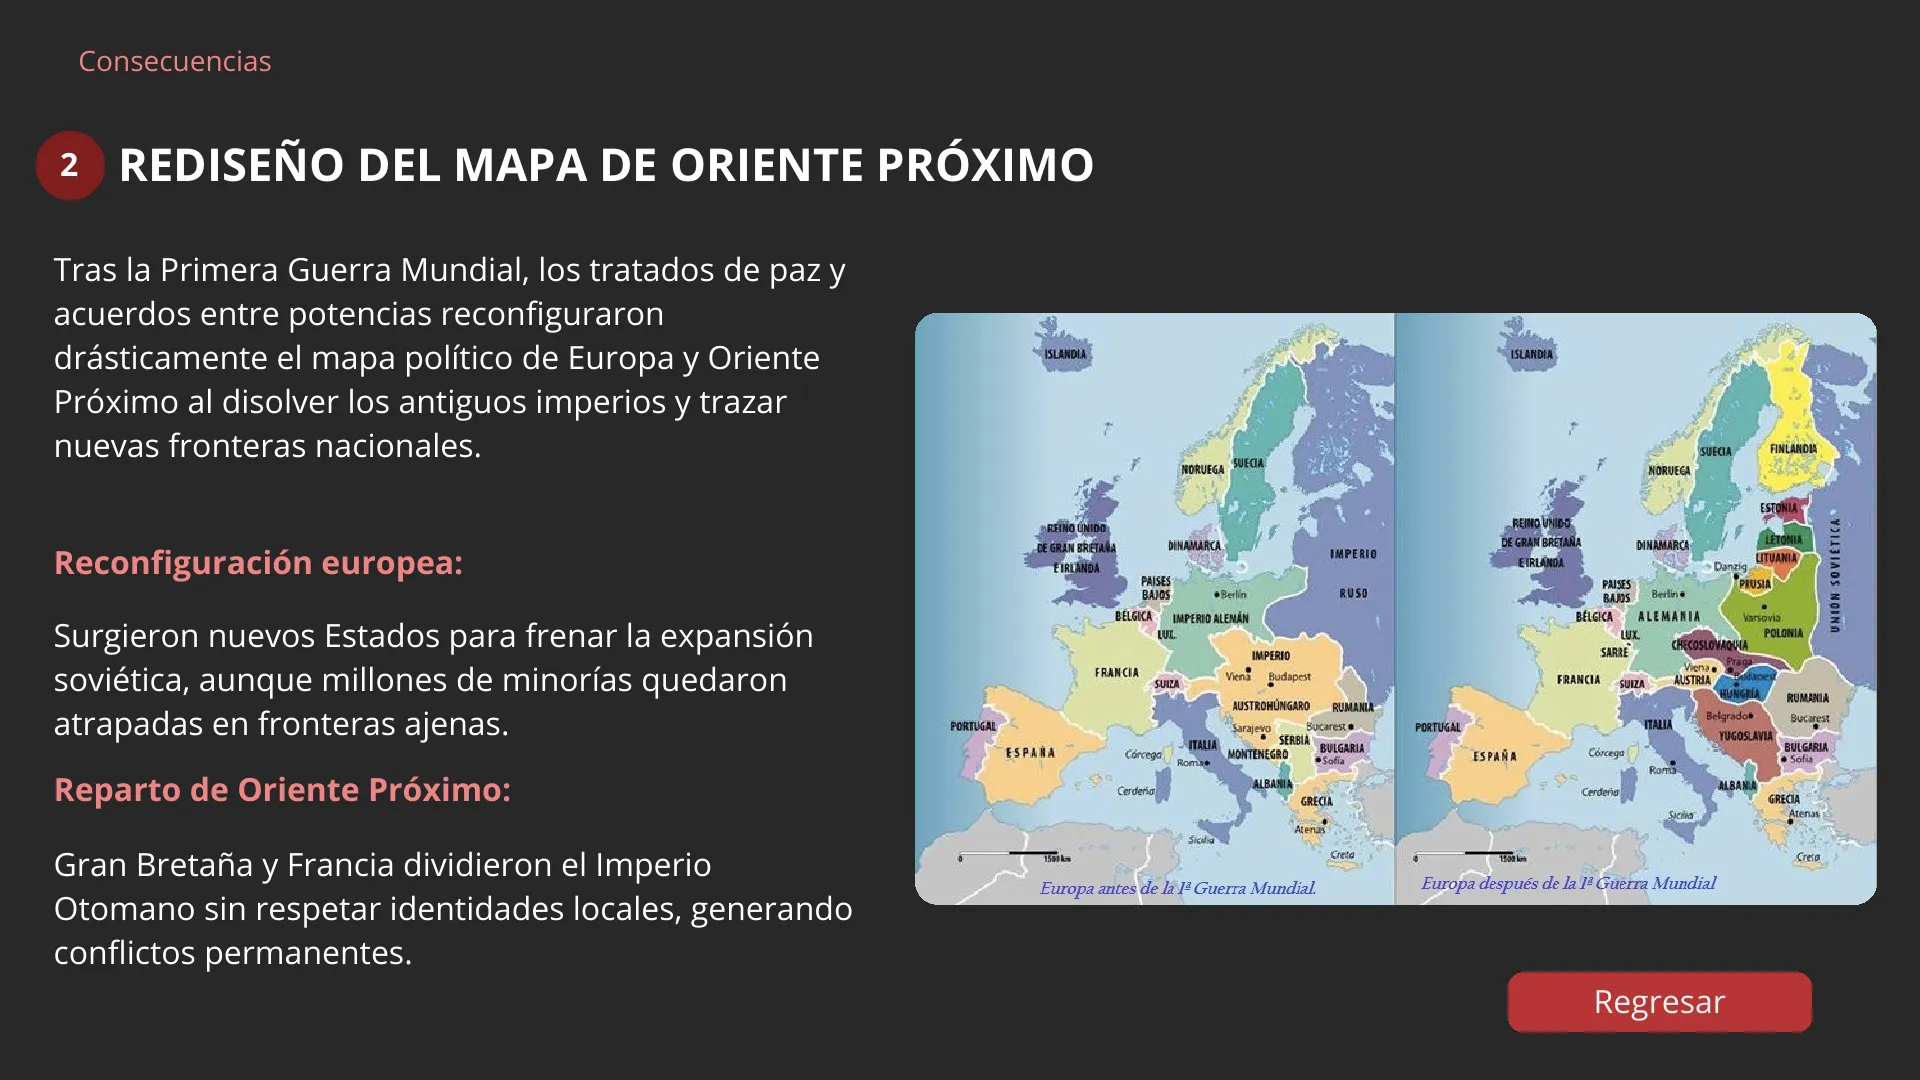 Consecuencias
2 REDISEÑO DEL MAPA DE ORIENTE PRÓXIMO
Tras la Primera Guerra Mundial, los tratados de paz y
acuerdos entre potencias reconfiguraron
drásticamente el mapa político de Europa y Oriente
Próximo al disolver los antiguos imperios y trazar
nuevas fronteras nacionales.
Reconfiguración europea:
Surgieron nuevos Estados para frenar la expansión
soviética, aunque millones de minorías quedaron
atrapadas en fronteras ajenas.
Reparto de Oriente Próximo:
Gran Bretaña y Francia dividieron el Imperio
Otomano sin respetar identidades locales, generando
conflictos permanentes.
ISLANDIA
NORUEGA
SUECIA
REINO UNIDO
DE GRAN BRETAÑA
E IRLANDA
DINAMARCA
IMPERIO
RUSO
PAISES
BAJOS
Berlín
BÉLGICA
IMPERIO ALEMÁN
LUX.
FRANCIA
SUIZA
IMPERIO
Viena
Budapest
AUSTROHÚNGARO
RUMANIA
PORTUGAL
ESPAÑA
Córcega
ITALIA
Roma
Sarajevo
SERBIA
Bucarest
MONTENEGRO
BULGARIA
Sofía
Cerdeña
ALBANIA
GRECIA
Atenas
Sicilia
Creta
0 1500 km
Europa antes de la 1ª Guerra Mundial.
ISLANDIA
NORUEGA
SUECIA
FINLANDIA
ESTONIA
LETONIA
LITUANIA
UNIÓN SOVIÉTICA
REINO UNIDO
DE GRAN BRETAÑA
E IRLANDA
DINAMARCA
Danzig
PRUSIA
PAISES
BAJOS
Berlín
Varsovia
BÉLGICA
ALEMANIA
POLONIA
LUX.
SARRE
CHECOSLOVAQUIA
Praga
FRANCIA
SUIZA
Viena
AUSTRIA
Budapest
HUNGRÍA
RUMANIA
PORTUGAL
ESPAÑA
Córcega
ITALIA
Roma
Belgrado
YUGOSLAVIA
Bucarest
BULGARIA
Sofía
Cerdeña
ALBANIA
GRECIA
Atenas
Sicilia
Creta
0 1500 km
Europa después de la 1ª Guerra Mundial
Regresar